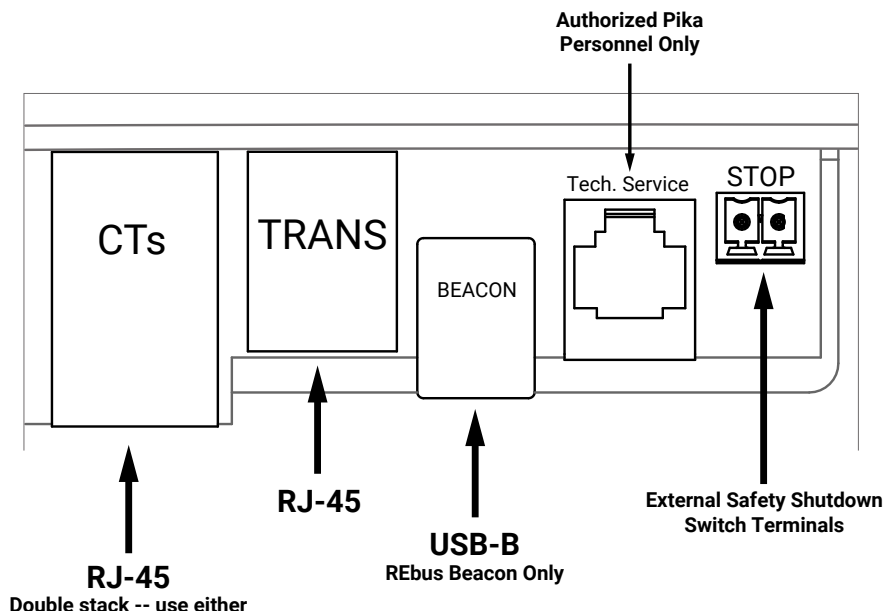 Authorized Pika
Personnel Only
Tech. Service
STOP
CTs
TRANS
BEACON
RJ-45
Double stack -- use either
RJ-45
USB-B
REbus Beacon Only
External Safety Shutdown
Switch Terminals